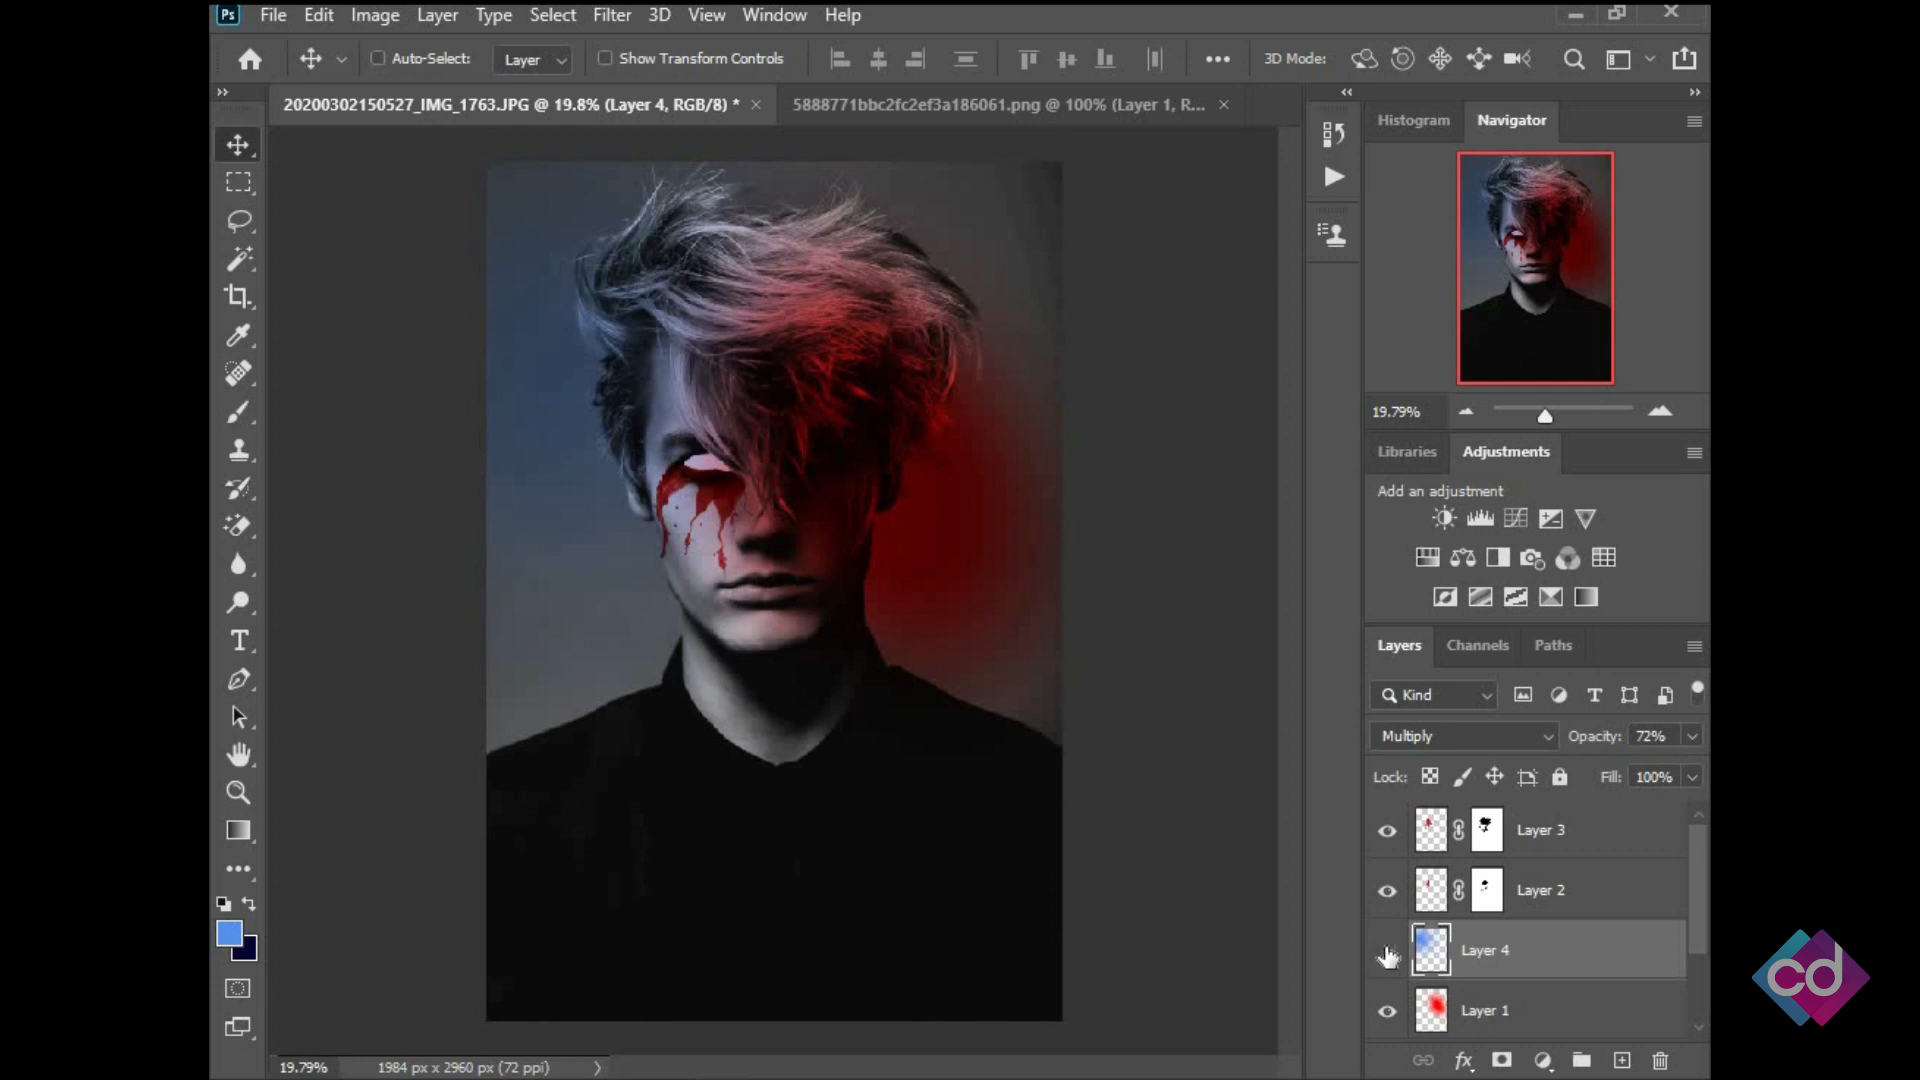 Ps File Edit Image Layer Type Select Filter 3D View Window Help
Auto-Select: Layer Show Transform Controls 3D Mode:
20200302150527_IMG_1763.JPG @ 19.8% (Layer 4, RGB/8) * 5888771bbc2fc2ef3a186061.png @ 100% (Layer 1, R...
Histogram Navigator
19.79%
Libraries Adjustments
Add an adjustment
Layers Channels Paths
Kind
Multiply Opacity: 72%
Lock: Fill: 100%
Layer 3
Layer 2
Layer 4
Layer 1
cd
19.79% 1984 px x 2960 px (72 ppi)